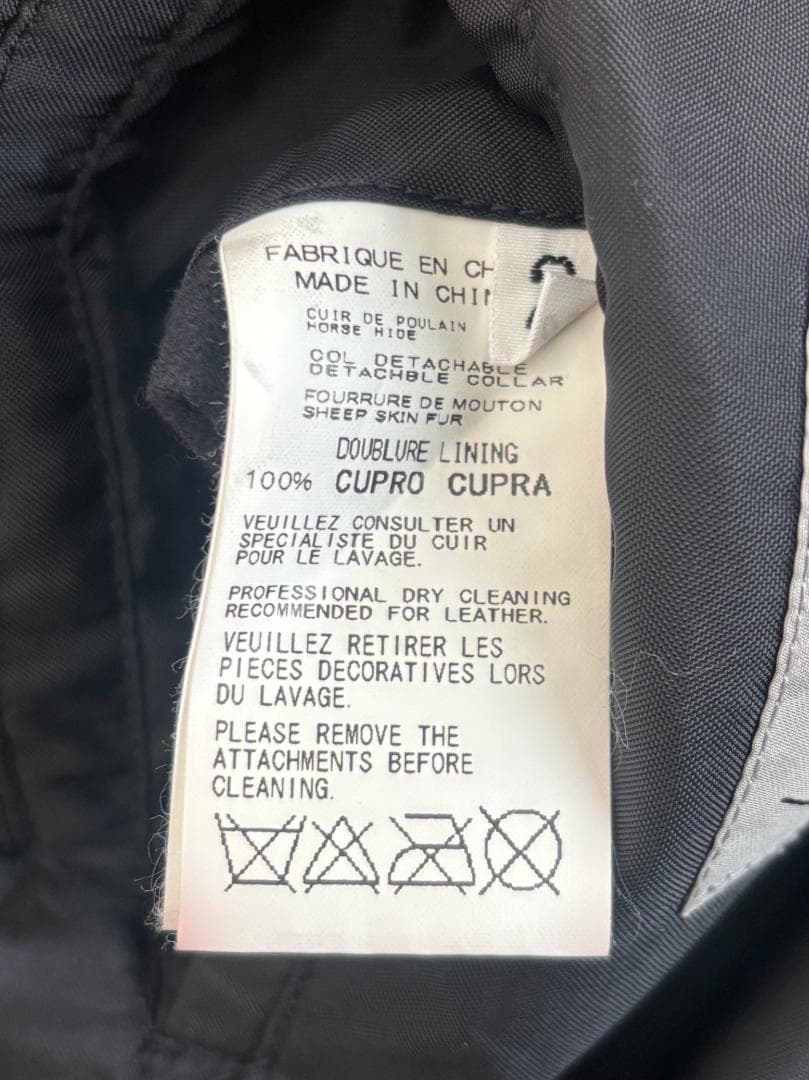 FABRIQUE EN
MADE IN
CUIR DE POULAIN
HORSE HIDE
COL DETACHABLE
DETACHBLE COLLAR
FOURRURE DE MOUTON
SHEEP SKIN FUR
DOUBLURE LINING
100% CUPRO CUPRA
VEUILLEZ CONSULTER UN
SPECIALISTE DU CUIR
POUR LE LAVAGE.
PROFESSIONAL DRY CLEANING
RECOMMENDED FOR LEATHER.
VEUILLEZ RETIRER LES
PIECES DECORATIVES LORS
DU LAVAGE.
PLEASE REMOVE THE
ATTACHMENTS BEFORE
CLEANING.